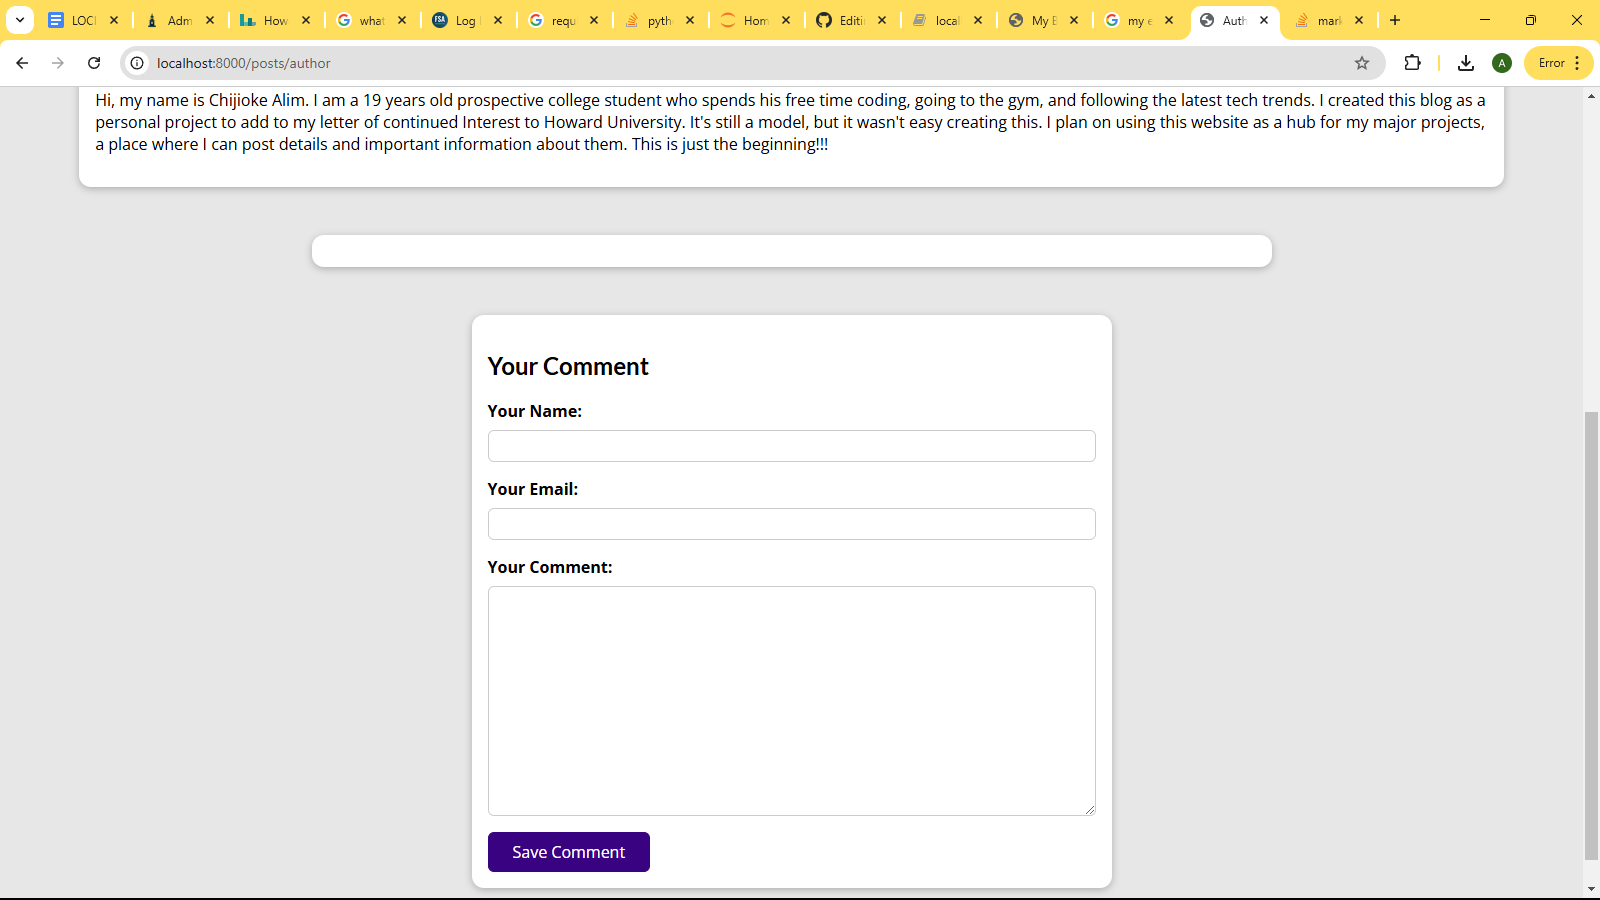 LOCI
Adm
How
what
Log
requ
pyth
Hom
Editi
local
My B
my e
Auth
mark
localhost:8000/posts/author
A
Error
Hi, my name is Chijioke Alim. I am a 19 years old prospective college student who spends his free time coding, going to the gym, and following the latest tech trends. I created this blog as a
personal project to add to my letter of continued Interest to Howard University. It's still a model, but it wasn't easy creating this. I plan on using this website as a hub for my major projects,
a place where I can post details and important information about them. This is just the beginning!!!
Your Comment
Your Name:
Your Email:
Your Comment:
Save Comment